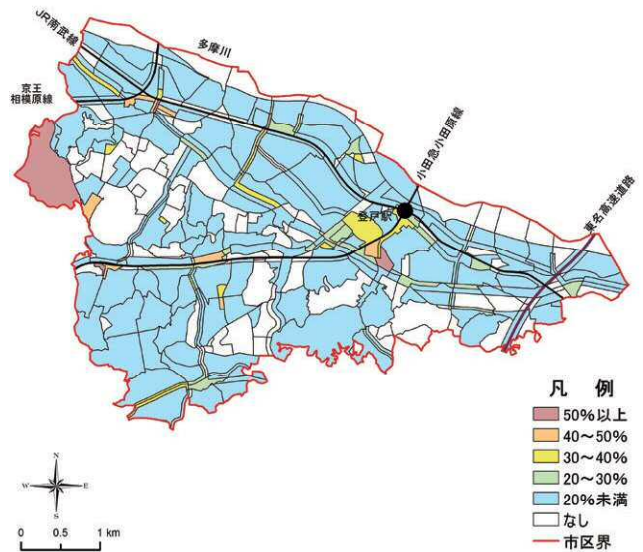 JR南武線
多摩川
京王
相模原線
小田急小田原線
登戸駅
東名高速道路
凡 例
50%以上
40～50%
30～40%
20～30%
20%未満
なし
市区界
N
W E
S
0 0.5 1 km